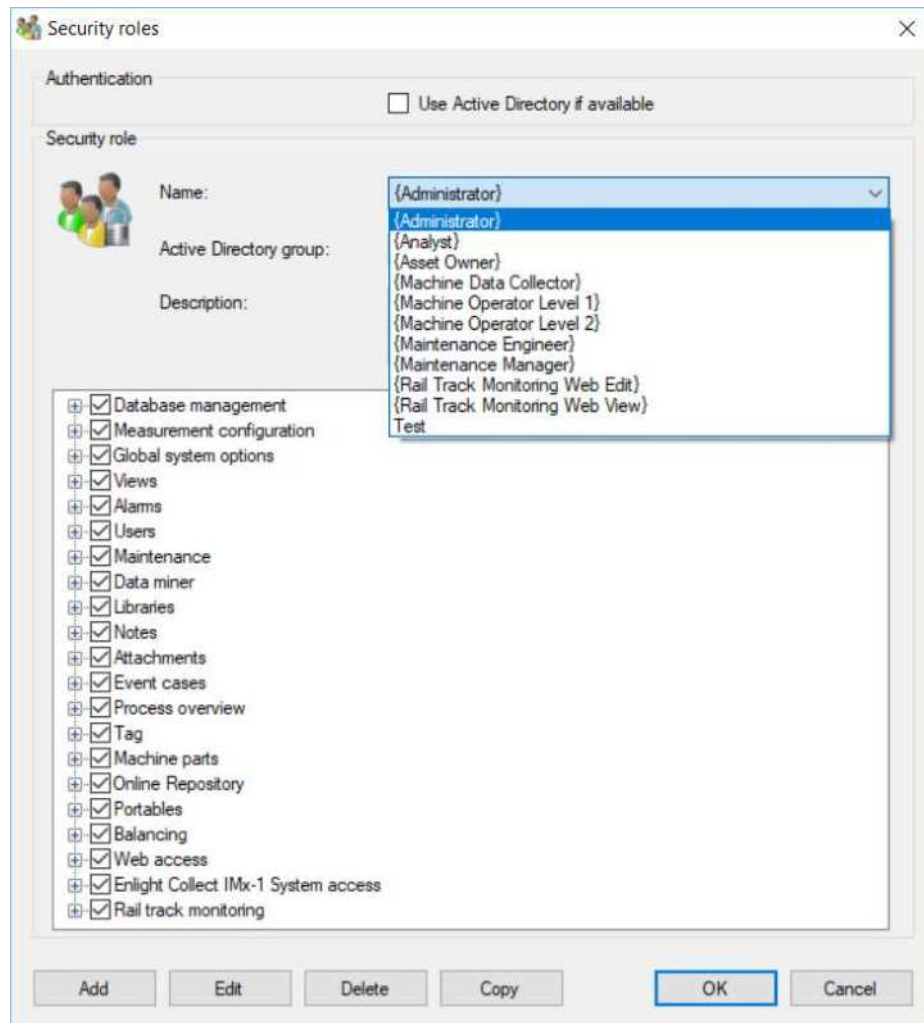 Security roles
Authentication
Use Active Directory if available
Security role
Name:
{Administrator}
{Administrator}
{Analyst}
{Asset Owner}
{Machine Data Collector}
{Machine Operator Level 1}
{Machine Operator Level 2}
{Maintenance Engineer}
{Maintenance Manager}
{Rail Track Monitoring Web Edit}
{Rail Track Monitoring Web View}
Test
Active Directory group:
Description:
Database management
Measurement configuration
Global system options
Views
Alarms
Users
Maintenance
Data miner
Libraries
Notes
Attachments
Event cases
Process overview
Tag
Machine parts
Online Repository
Portables
Balancing
Web access
Enlight Collect IMx-1 System access
Rail track monitoring
Add Edit Delete Copy OK Cancel